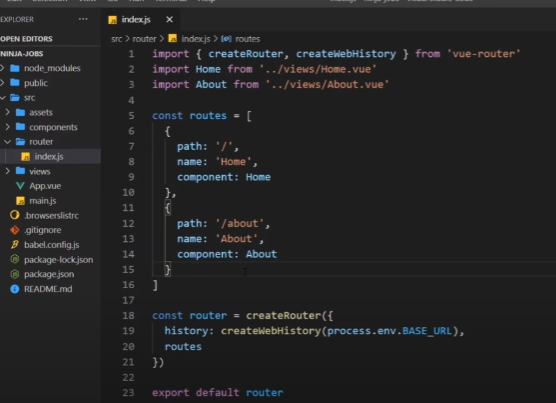 EXPLORER
···
OPEN EDITORS
NINJA-JOBS
node_modules
public
src
assets
components
router
index.js
views
App.vue
main.js
.browserslistrc
.gitignore
babel.config.js
package-lock.json
package.json
README.md
index.js ×
src > router > index.js > routes
1 import { createRouter, createWebHistory } from 'vue-router'
2 import Home from '../views/Home.vue'
3 import About from '../views/About.vue'
4
5 const routes = [
6 {
7 path: '/',
8 name: 'Home',
9 component: Home
10 },
11 {
12 path: '/about',
13 name: 'About',
14 component: About
15 }
16 ]
17
18 const router = createRouter({
19 history: createWebHistory(process.env.BASE_URL),
20 routes
21 })
22
23 export default router